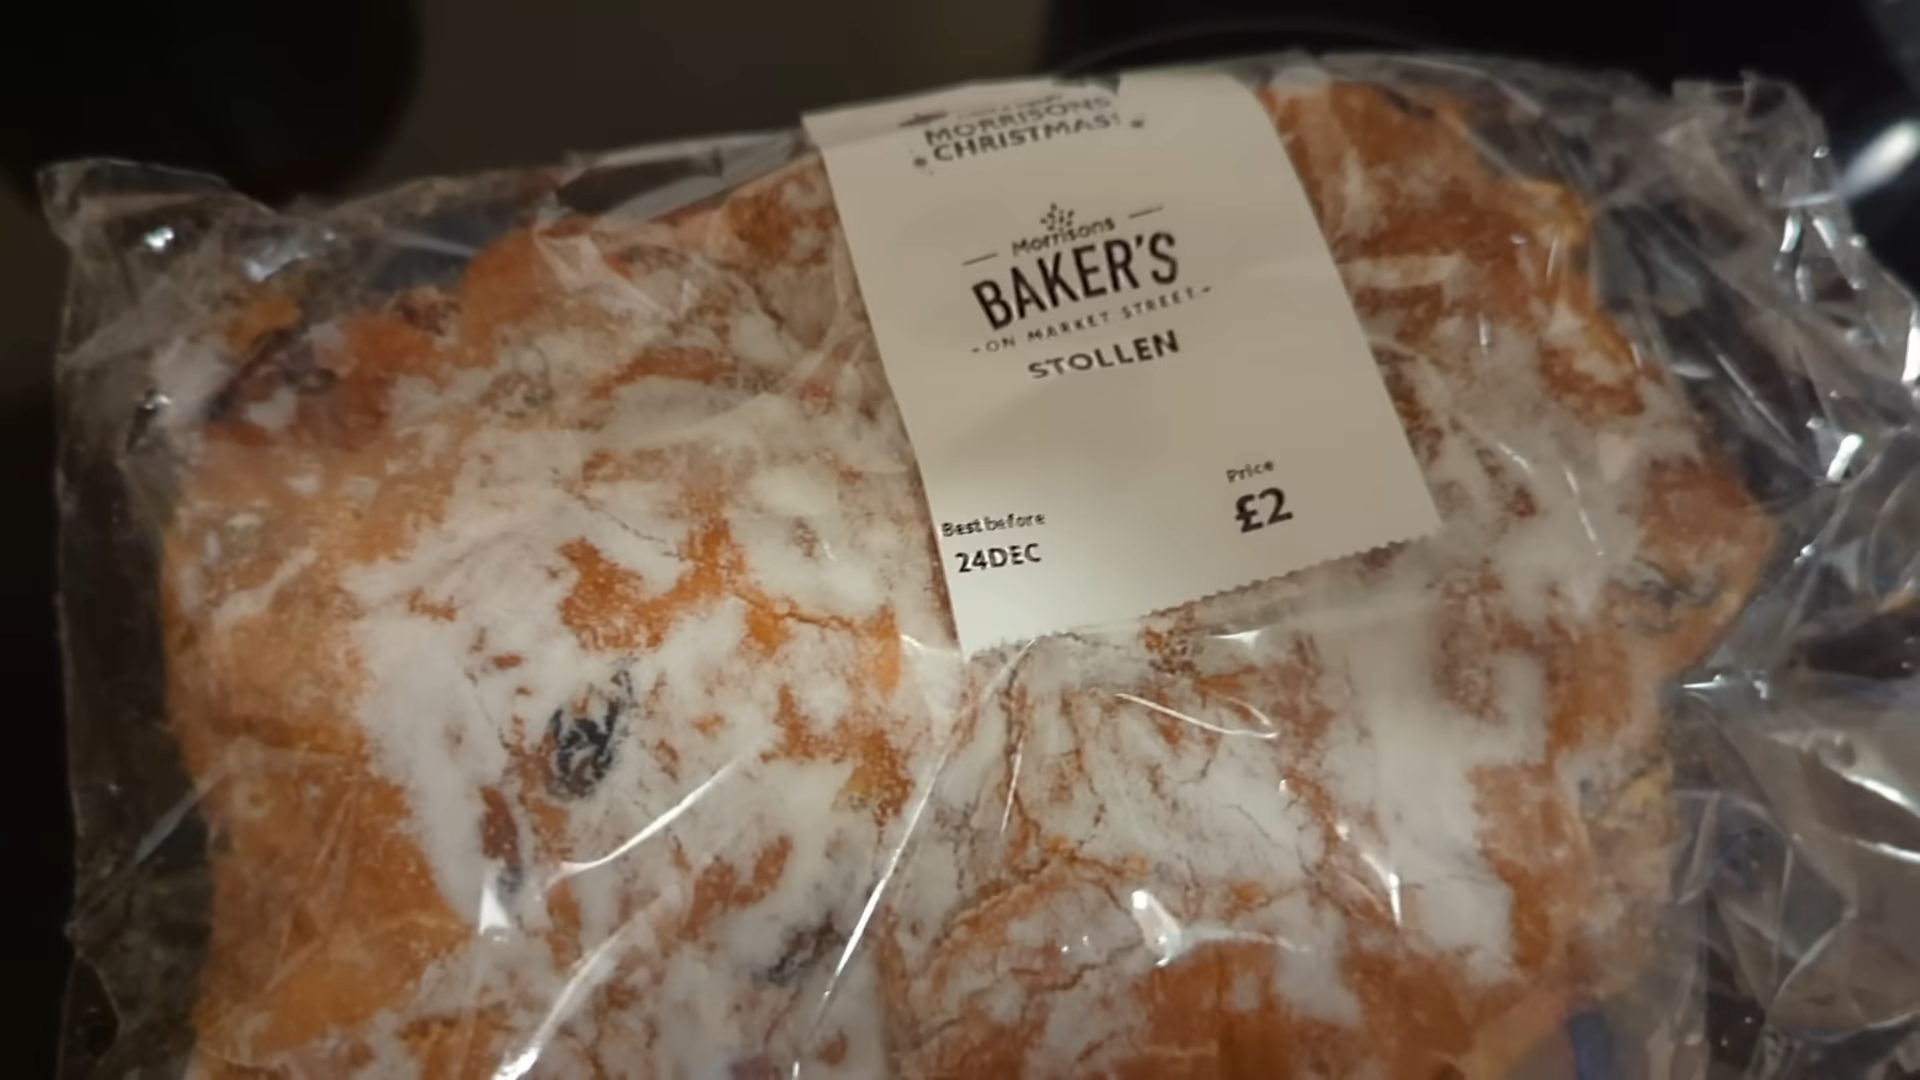 MORRISONS
CHRISTMAS!
Morrisons
BAKER'S
- ON MARKET STREET -
STOLLEN
Price
£2
Best before
24DEC